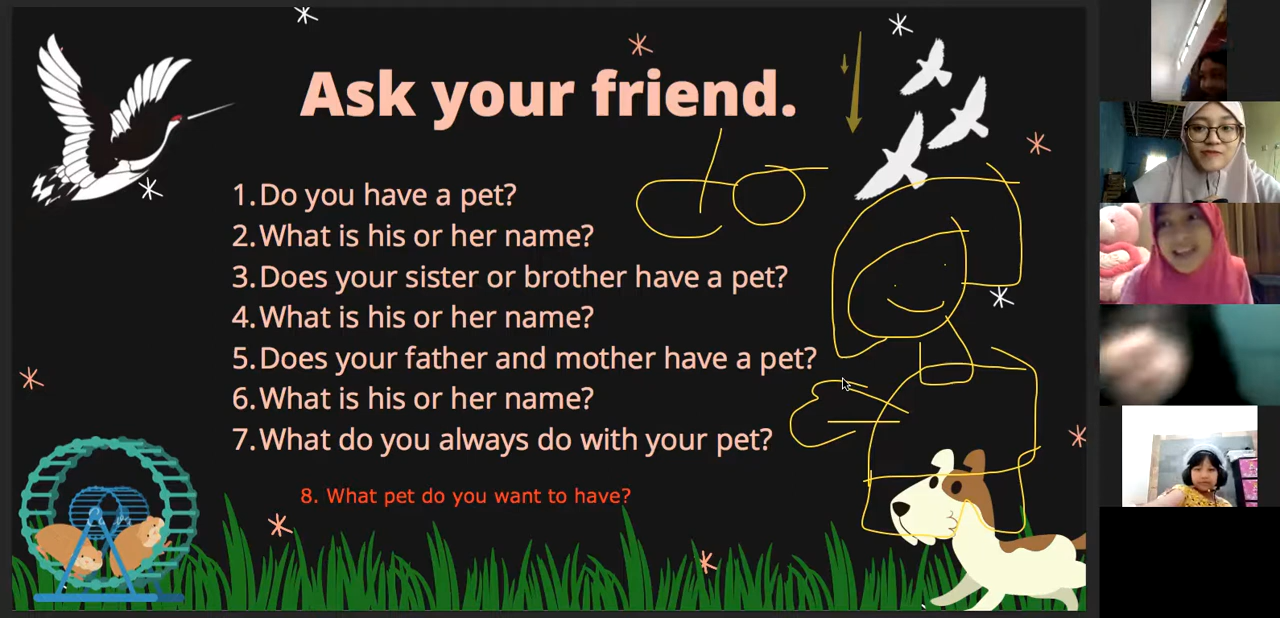 Ask your friend.
1. Do you have a pet?
2. What is his or her name?
3. Does your sister or brother have a pet?
4. What is his or her name?
5. Does your father and mother have a pet?
6. What is his or her name?
7. What do you always do with your pet?
8. What pet do you want to have?